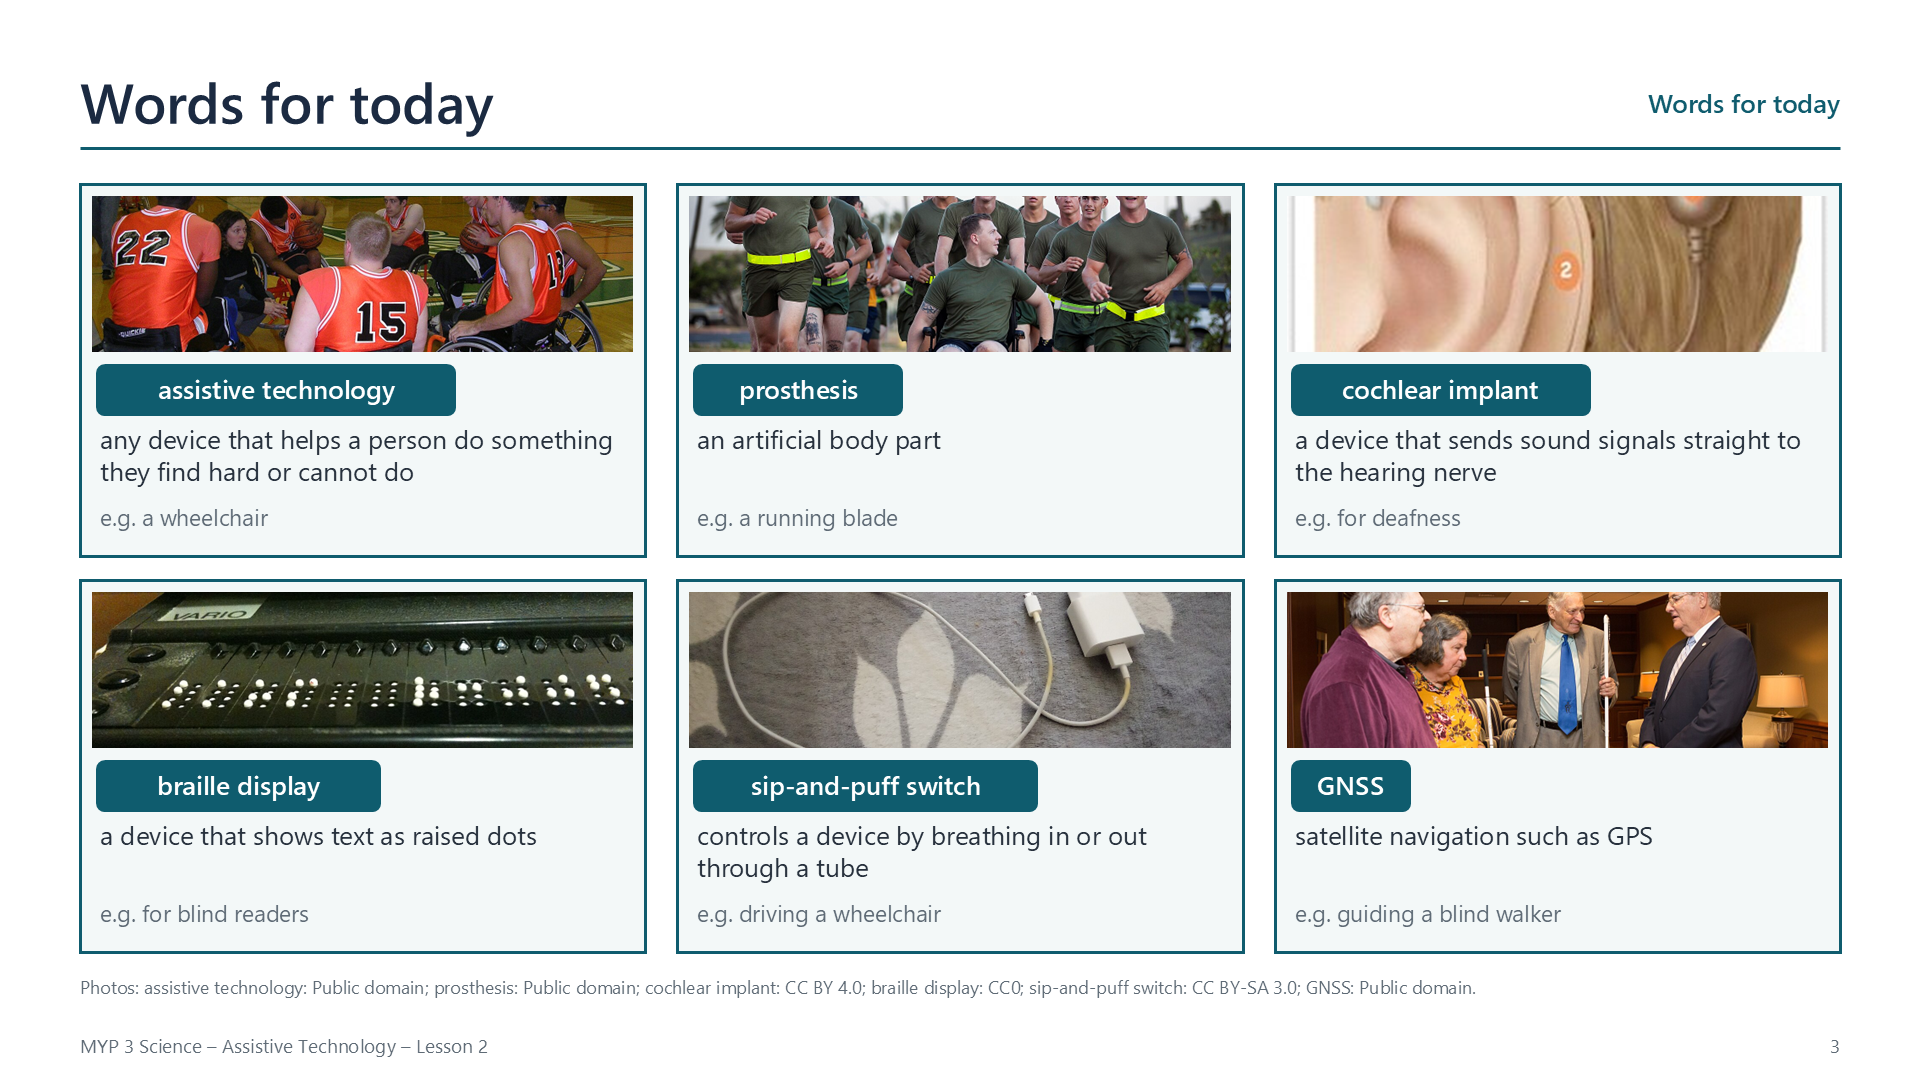 Words for today
Words for today
22
15
13
QUICKIE
assistive technology
any device that helps a person do something
they find hard or cannot do
e.g. a wheelchair
prosthesis
an artificial body part
e.g. a running blade
2
cochlear implant
a device that sends sound signals straight to
the hearing nerve
e.g. for deafness
VARIO
braille display
a device that shows text as raised dots
e.g. for blind readers
sip-and-puff switch
controls a device by breathing in or out
through a tube
e.g. driving a wheelchair
GNSS
satellite navigation such as GPS
e.g. guiding a blind walker
Photos: assistive technology: Public domain; prosthesis: Public domain; cochlear implant: CC BY 4.0; braille display: CC0; sip-and-puff switch: CC BY-SA 3.0; GNSS: Public domain.
MYP 3 Science – Assistive Technology – Lesson 2
3